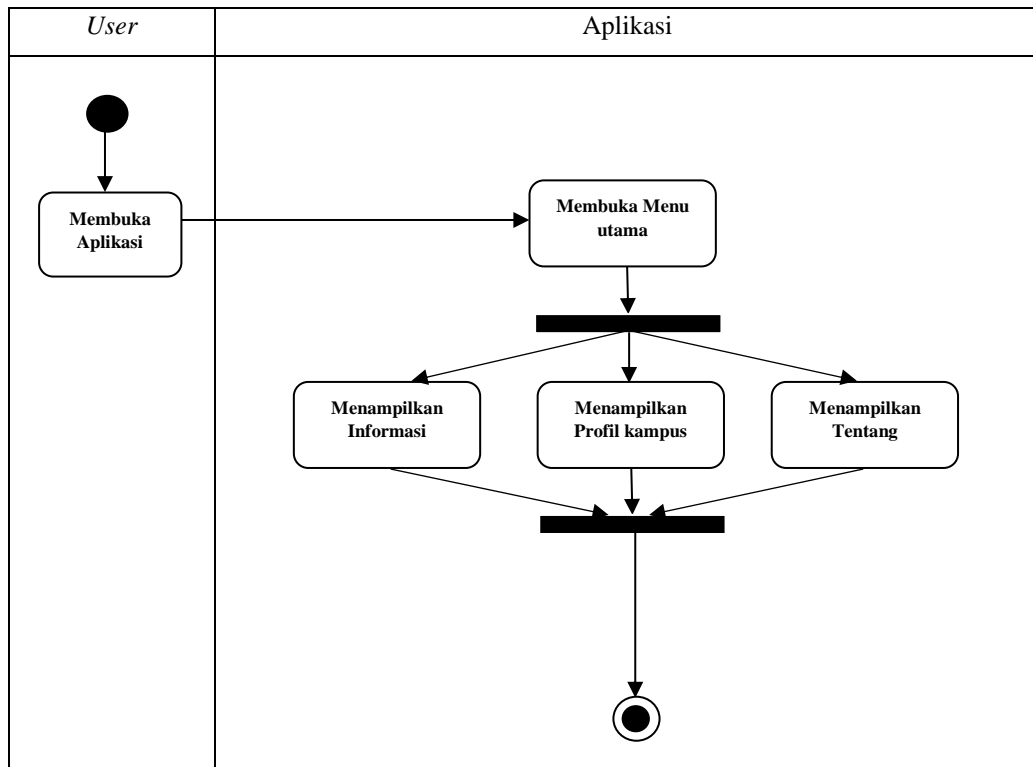 User
Aplikasi
Membuka
Aplikasi
Membuka Menu
utama
Menampilkan
Informasi
Menampilkan
Profil kampus
Menampilkan
Tentang